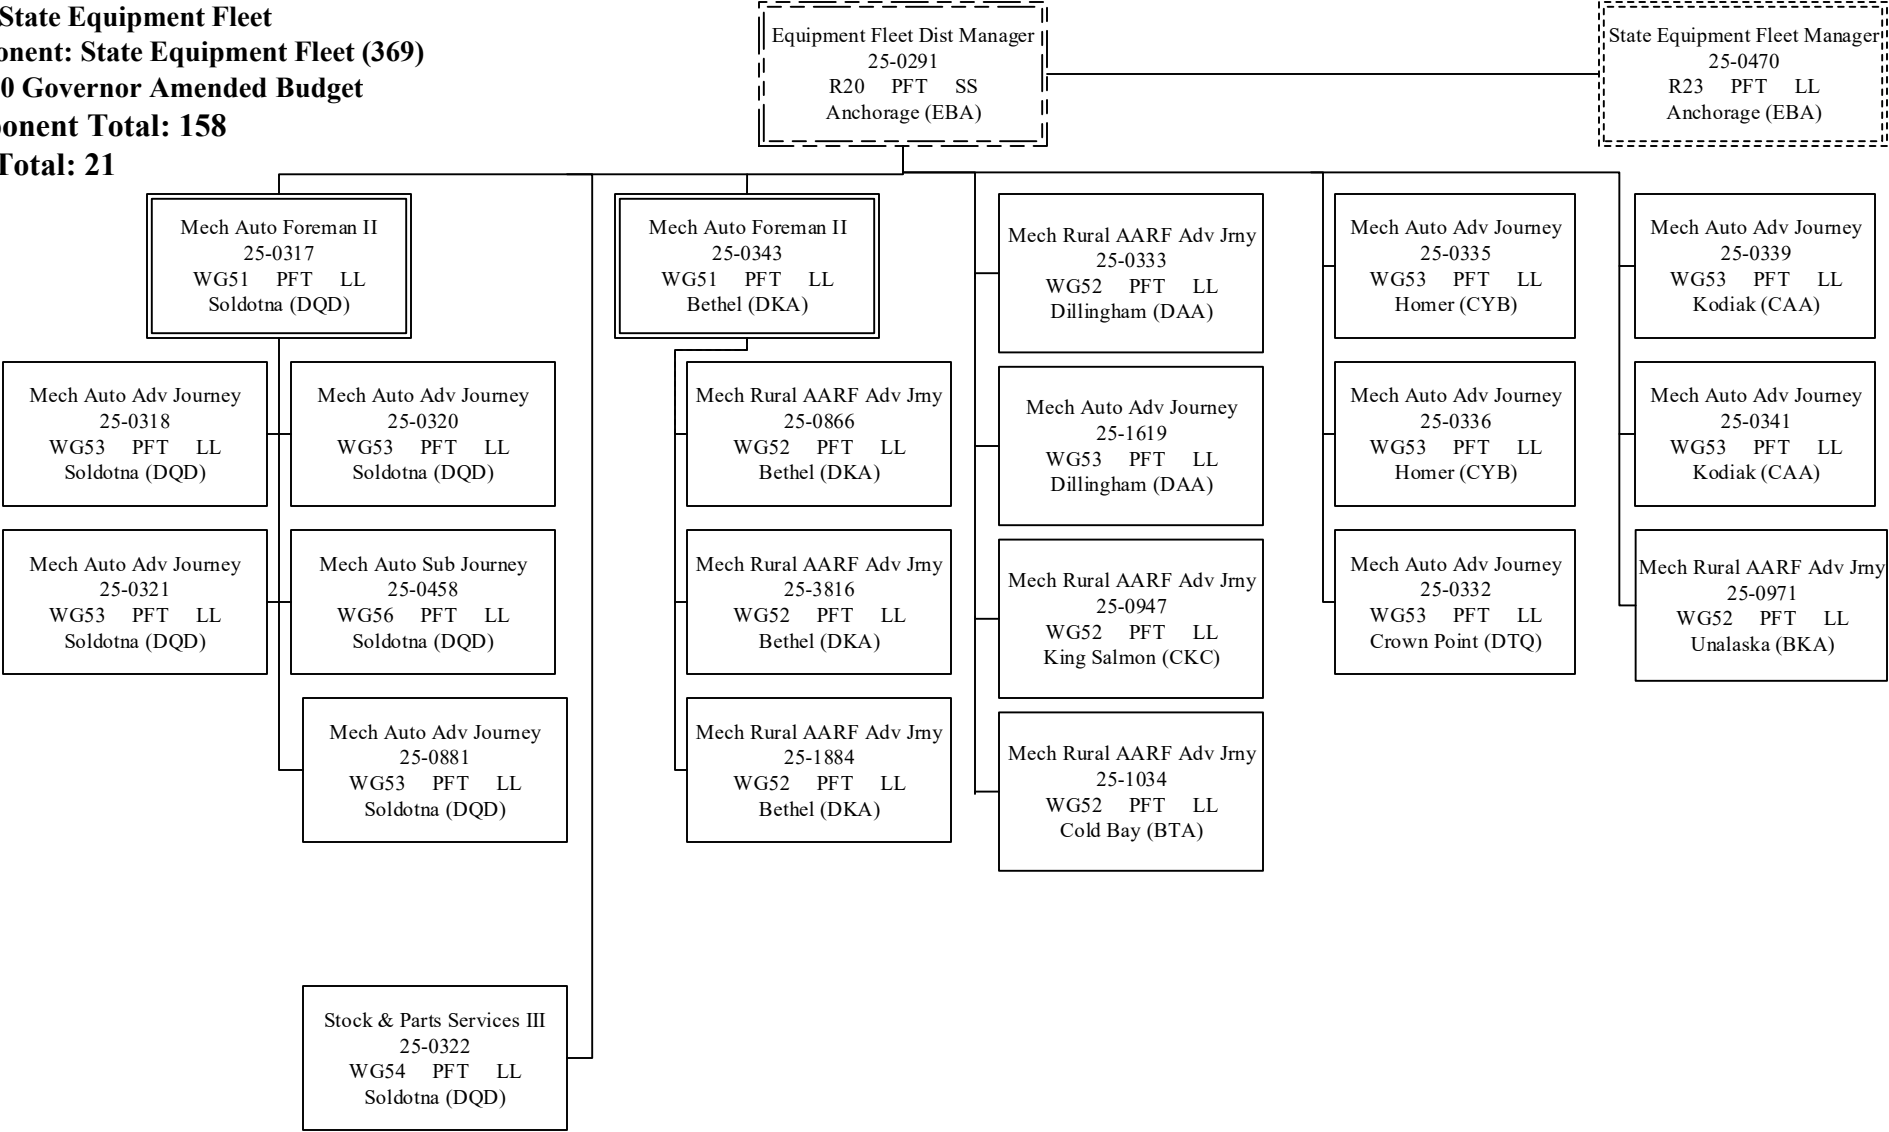 State Equipment Fleet
onent: State Equipment Fleet (369)
0 Governor Amended Budget
onent Total: 158
Total: 21
Equipment Fleet Dist Manager
25-0291
R20 PFT SS
Anchorage (EBA)
State Equipment Fleet Manager
25-0470
R23 PFT LL
Anchorage (EBA)
Mech Auto Foreman II
25-0317
WG51 PFT LL
Soldotna (DQD)
Mech Auto Foreman II
25-0343
WG51 PFT LL
Bethel (DKA)
Mech Rural AARF Adv Jrny
25-0333
WG52 PFT LL
Dillingham (DAA)
Mech Auto Adv Journey
25-0335
WG53 PFT LL
Homer (CYB)
Mech Auto Adv Journey
25-0339
WG53 PFT LL
Kodiak (CAA)
Mech Auto Adv Journey
25-0318
WG53 PFT LL
Soldotna (DQD)
Mech Auto Adv Journey
25-0320
WG53 PFT LL
Soldotna (DQD)
Mech Rural AARF Adv Jrny
25-0866
WG52 PFT LL
Bethel (DKA)
Mech Auto Adv Journey
25-1619
WG53 PFT LL
Dillingham (DAA)
Mech Auto Adv Journey
25-0336
WG53 PFT LL
Homer (CYB)
Mech Auto Adv Journey
25-0341
WG53 PFT LL
Kodiak (CAA)
Mech Auto Adv Journey
25-0321
WG53 PFT LL
Soldotna (DQD)
Mech Auto Sub Journey
25-0458
WG56 PFT LL
Soldotna (DQD)
Mech Rural AARF Adv Jrny
25-3816
WG52 PFT LL
Bethel (DKA)
Mech Rural AARF Adv Jrny
25-0947
WG52 PFT LL
King Salmon (CKC)
Mech Auto Adv Journey
25-0332
WG53 PFT LL
Crown Point (DTQ)
Mech Rural AARF Adv Jrny
25-0971
WG52 PFT LL
Unalaska (BKA)
Mech Auto Adv Journey
25-0881
WG53 PFT LL
Soldotna (DQD)
Mech Rural AARF Adv Jrny
25-1884
WG52 PFT LL
Bethel (DKA)
Mech Rural AARF Adv Jrny
25-1034
WG52 PFT LL
Cold Bay (BTA)
Stock & Parts Services III
25-0322
WG54 PFT LL
Soldotna (DQD)